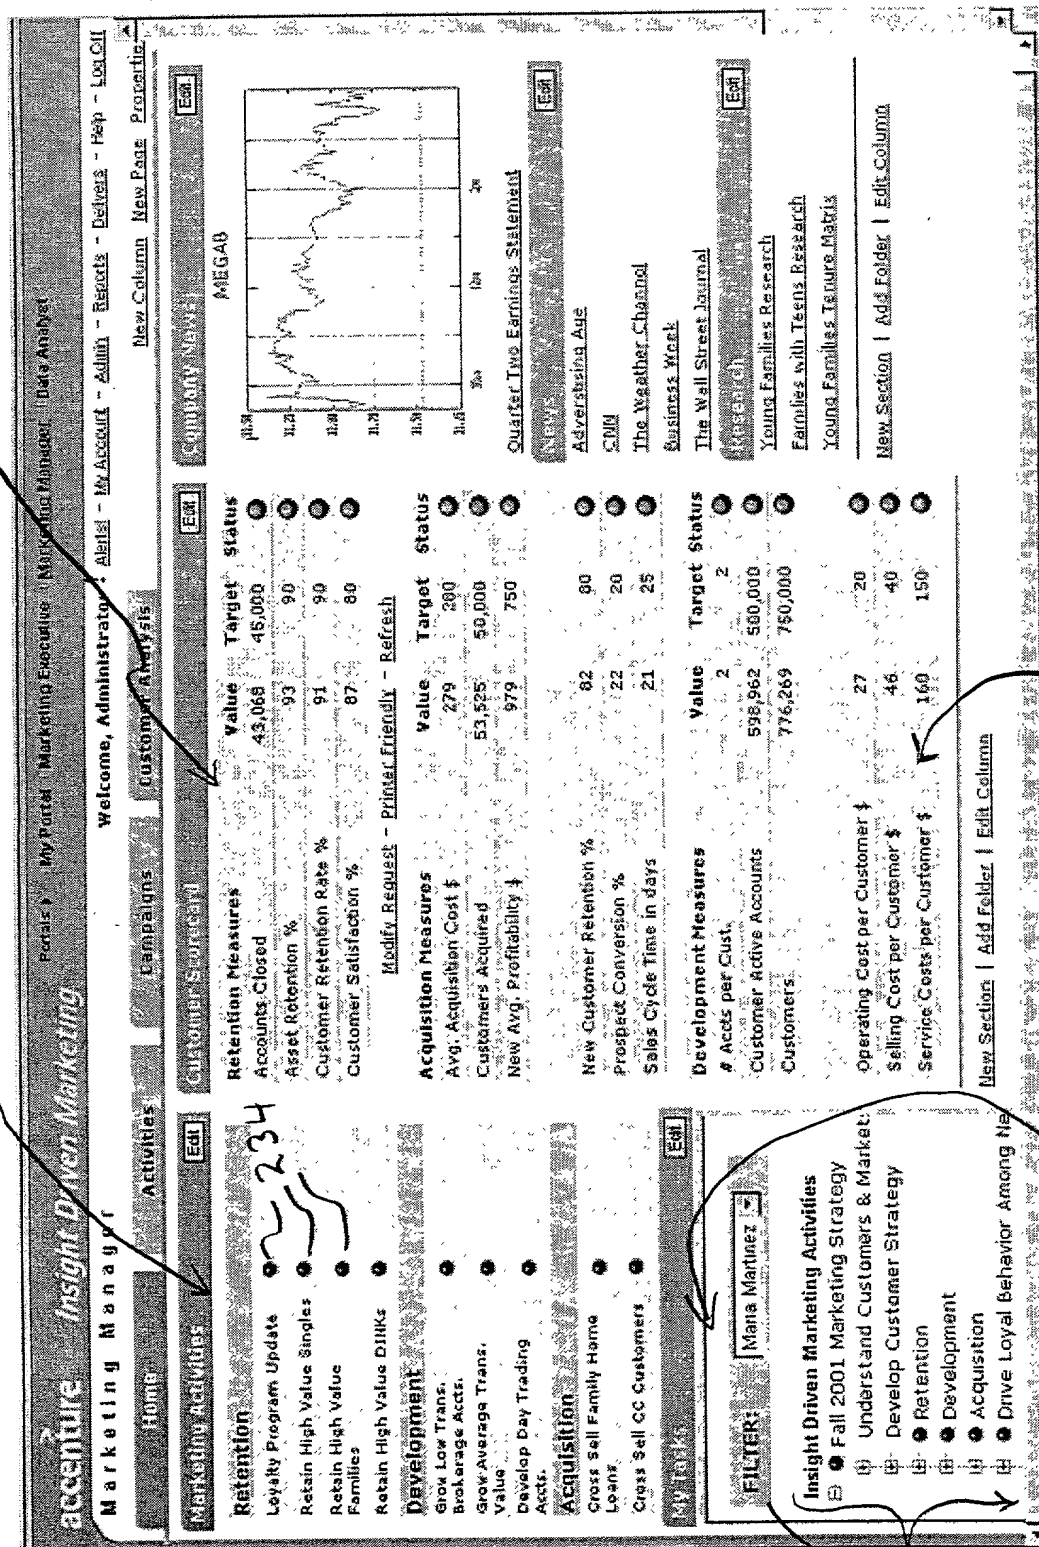 accenture Insight Driven Marketing
Portals My Portal Marketing Executive Marketing Manager Data Analyst
Marketing Manager
Welcome, Administrator! Alerts! - My Account - Admin - Reports - Delivers - Help - Log Off
Home Activities Campaigns Customer Analysis
New Column New Page Propertie
Marketing Activities Edit
Retention
Loyalty Program Update
234
Retain High Value Singles
Retain High Value
Families
Retain High Value DINKs
Development
Grow Low Trans.
Brokerage Accts.
Grow Average Trans.
Value
Develop Day Trading
Accts.
Acquisition
Cross Sell Family Home
Loans
Cross Sell CC Customers
My Tasks Edit
FILTER: Maria Martinez
Insight Driven Marketing Activities
Fall 2001 Marketing Strategy
Understand Customers & Market:
Develop Customer Strategy
Retention
Development
Acquisition
Drive Loyal Behavior Among Ne
Customer Scorecard Edit
Retention Measures Value Target Status
Accounts Closed 43,068 45,000
Asset Retention % 93 90
Customer Retention Rate % 91 90
Customer Satisfaction % 87 80
Modify Request - Printer Friendly - Refresh
Acquisition Measures Value Target Status
Avg. Acquisition Cost $ 279 280
Customers Acquired 53,525 50,000
New Avg. Profitability $ 979 750
New Customer Retention % 82 80
Prospect Conversion % 22 20
Sales Cycle Time in days 21 25
Development Measures Value Target Status
# Accts per Cust. 2 2
Customer Active Accounts 598,962 580,000
Customers 776,269 750,000
Operating Cost per Customer $ 27 20
Selling Cost per Customer $ 46 40
Service Costs per Customer $ 160 150
New Section | Add Folder | Edit Column
Company News Edit
MEGAB
Quarter Two Earnings Statement
News Edit
Advertising Age
CNN
The Weather Channel
Business Week
The Wall Street Journal
Research Edit
Young Families Research
Families with Teens Research
Young Families Tenure Matrix
New Section | Add Folder | Edit Column